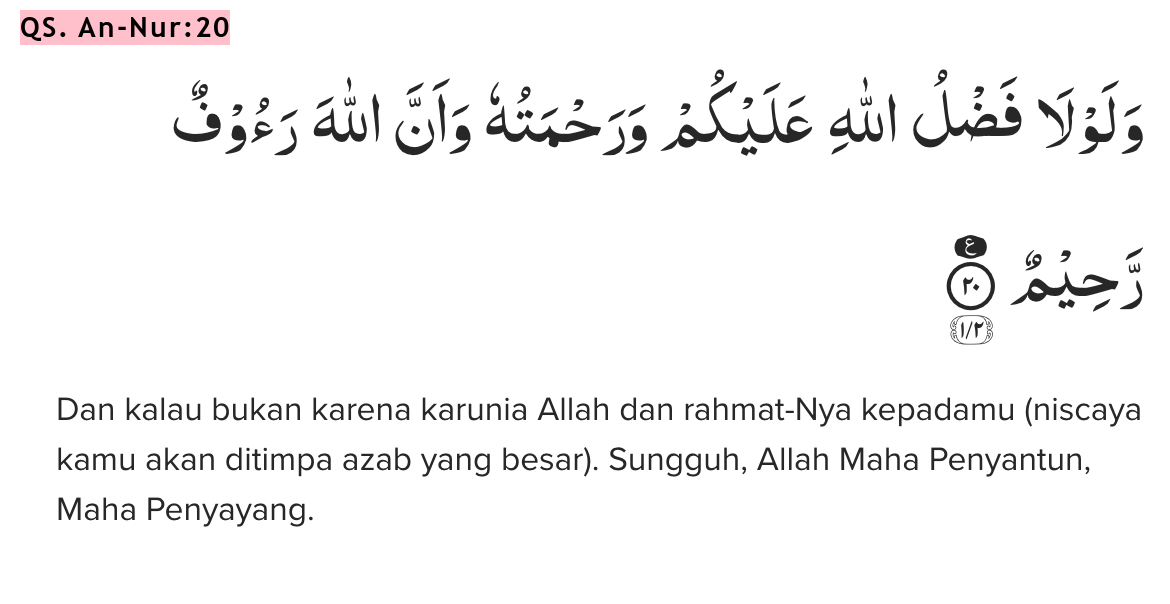 QS. An-Nur:20
وَلَوْلَا فَضْلُ اللّٰهِ عَلَيْكُمْ وَرَحْمَتُهٗ وَاَنَّ اللّٰهَ رَءُوْفٌ
رَّحِيْمٌ ࣖ ٢٠ ١/٢
Dan kalau bukan karena karunia Allah dan rahmat-Nya kepadamu (niscaya
kamu akan ditimpa azab yang besar). Sungguh, Allah Maha Penyantun,
Maha Penyayang.